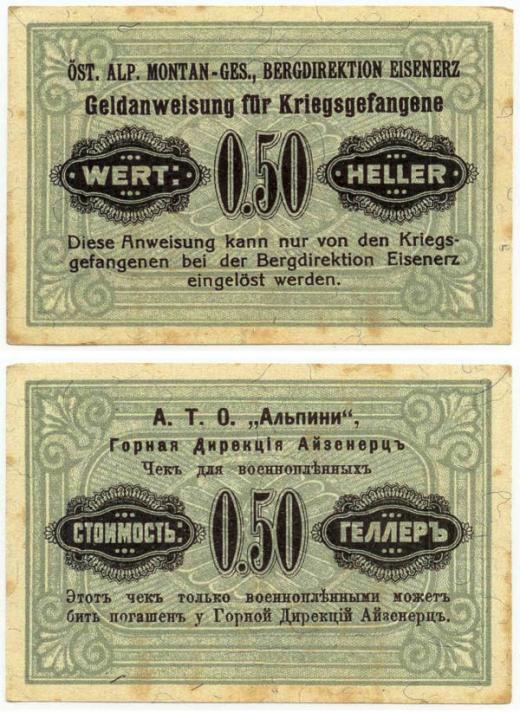 ÖST. ALP. MONTAN-GES., BERGDIREKTION EISENERZ
Geldanweisung für Kriegsgefangene
WERT: 0.50 HELLER
Diese Anweisung kann nur von den Kriegs-
gefangenen bei der Bergdirektion Eisenerz
eingelöst werden.
А. Т. О. „Альпини“,
Горная Дирекція Айзенерцъ
Чекъ для военноплѣнныхъ
СТОИМОСТЬ: 0.50 ГЕЛЛЕРЪ
Этотъ чекъ только военноплѣнными можетъ
бить погашенъ у Горной Дирекцій Айзенерцъ.